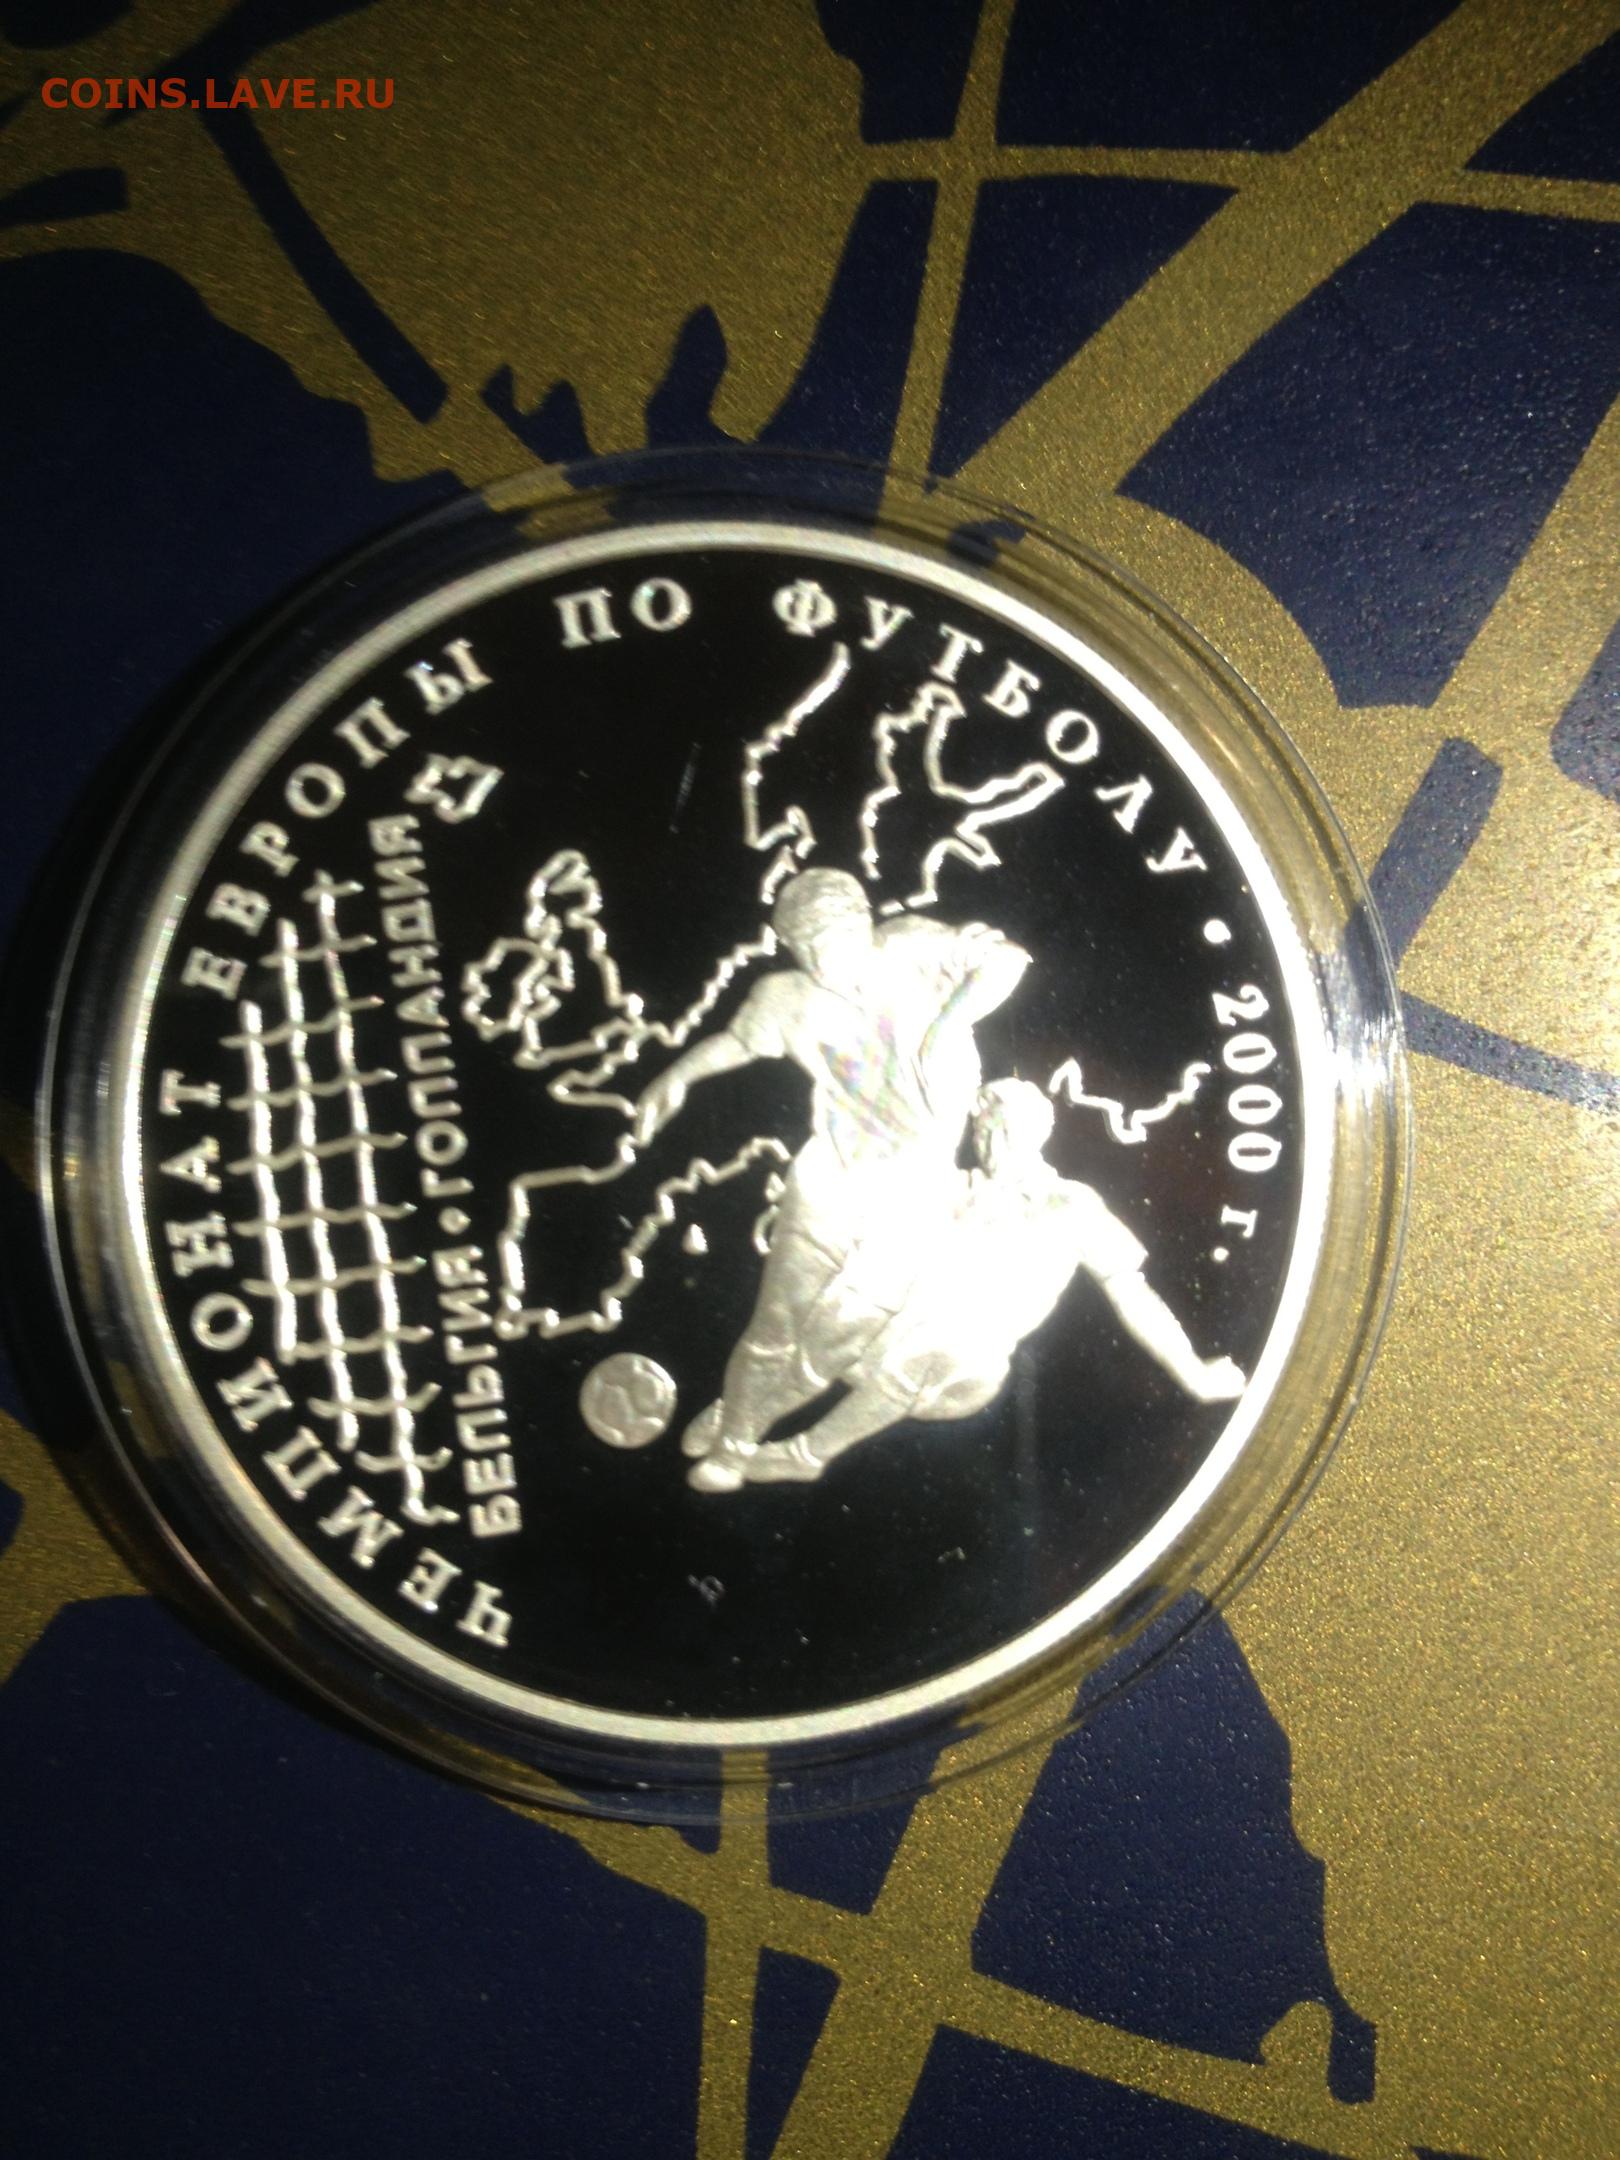 COINS.LAVE.RU
ЧЕМПИОНАТ ЕВРОПЫ ПО ФУТБОЛУ • 2000 г.
БЕЛЬГИЯ • ГОЛЛАНДИЯ